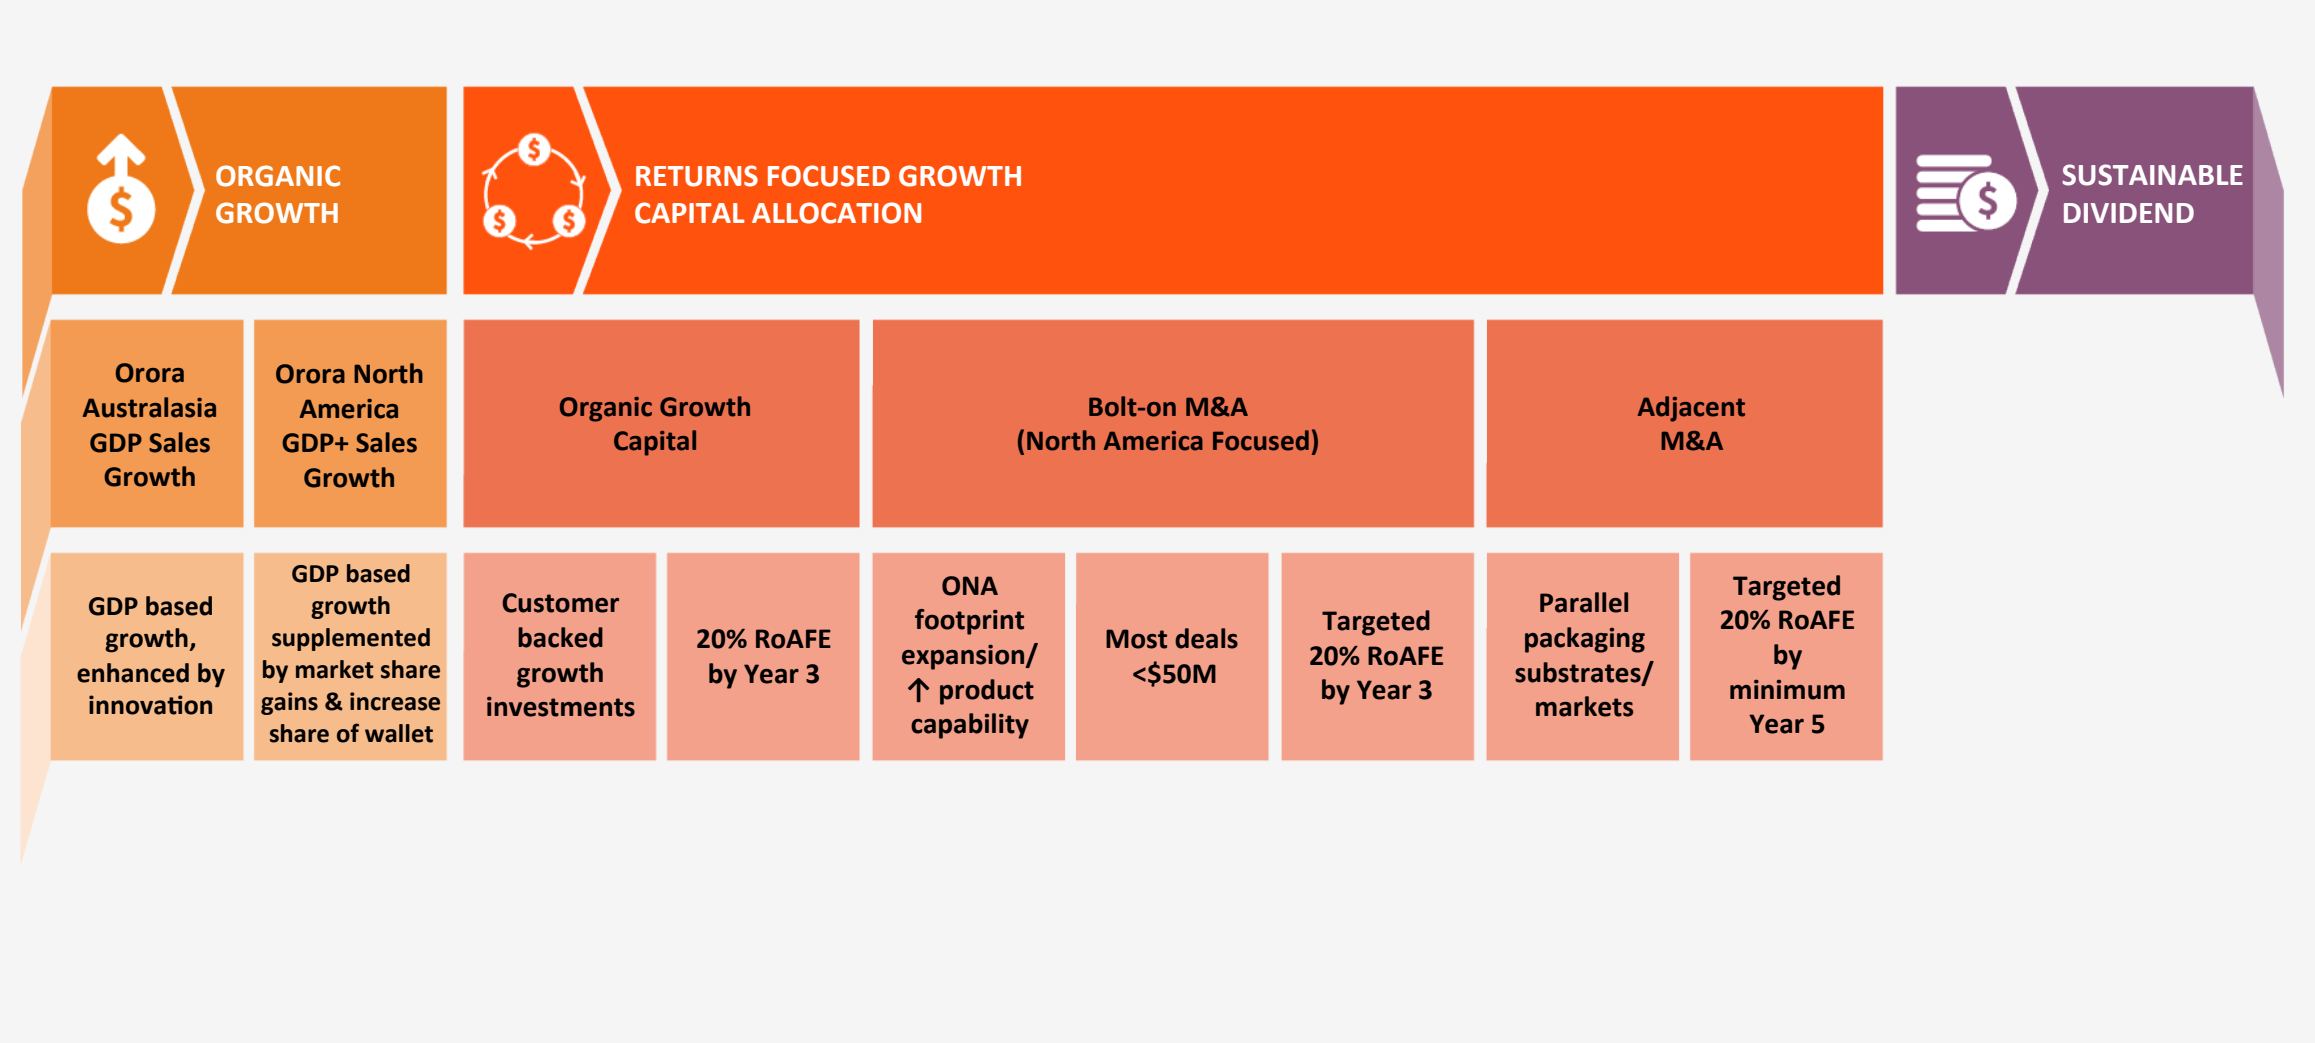 ORGANIC
GROWTH
RETURNS FOCUSED GROWTH
CAPITAL ALLOCATION
SUSTAINABLE
DIVIDEND
Orora
Australasia
GDP Sales
Growth
Orora North
America
GDP+ Sales
Growth
Organic Growth
Capital
Bolt-on M&A
(North America Focused)
Adjacent
M&A
GDP based
growth,
enhanced by
innovation
GDP based
growth
supplemented
by market share
gains & increase
share of wallet
Customer
backed
growth
investments
20% RoAFE
by Year 3
ONA
footprint
expansion/
↑ product
capability
Most deals
<$50M
Targeted
20% RoAFE
by Year 3
Parallel
packaging
substrates/
markets
Targeted
20% RoAFE
by
minimum
Year 5